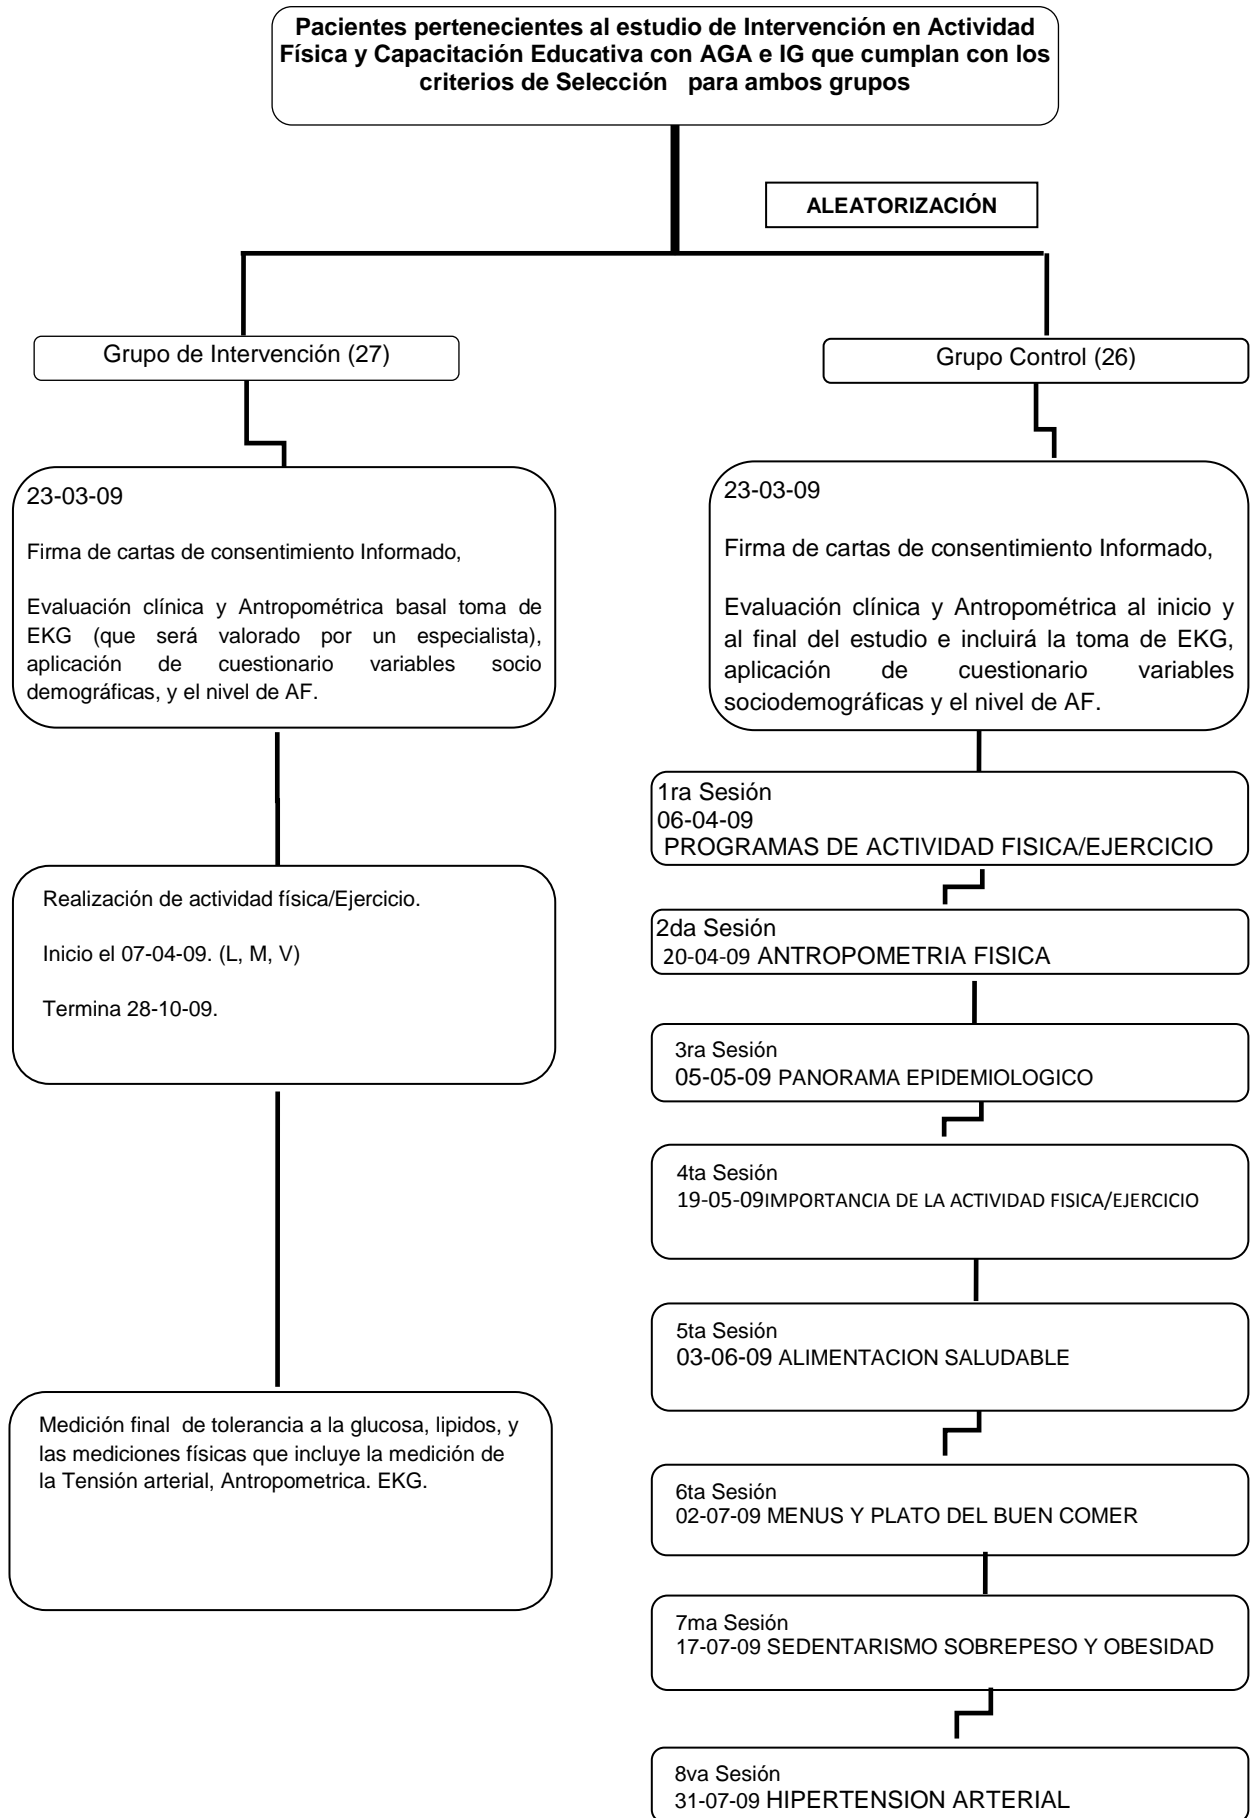 Pacientes pertenecientes al estudio de Intervención en Actividad
Física y Capacitación Educativa con AGA e IG que cumplan con los
criterios de Selección para ambos grupos
ALEATORIZACIÓN
Grupo de Intervención (27)
23-03-09
Firma de cartas de consentimiento Informado,
Evaluación clínica y Antropométrica basal toma de
EKG (que será valorado por un especialista),
aplicación de cuestionario variables socio
demográficas, y el nivel de AF.
Realización de actividad física/Ejercicio.
Inicio el 07-04-09. (L, M, V)
Termina 28-10-09.
Medición final de tolerancia a la glucosa, lipidos, y
las mediciones físicas que incluye la medición de
la Tensión arterial, Antropometrica. EKG.
Grupo Control (26)
23-03-09
Firma de cartas de consentimiento Informado,
Evaluación clínica y Antropométrica al inicio y
al final del estudio e incluirá la toma de EKG,
aplicación de cuestionario variables
sociodemográficas y el nivel de AF.
1ra Sesión
06-04-09
PROGRAMAS DE ACTIVIDAD FISICA/EJERCICIO
2da Sesión
20-04-09 ANTROPOMETRIA FISICA
3ra Sesión
05-05-09 PANORAMA EPIDEMIOLOGICO
4ta Sesión
19-05-09IMPORTANCIA DE LA ACTIVIDAD FISICA/EJERCICIO
5ta Sesión
03-06-09 ALIMENTACION SALUDABLE
6ta Sesión
02-07-09 MENUS Y PLATO DEL BUEN COMER
7ma Sesión
17-07-09 SEDENTARISMO SOBREPESO Y OBESIDAD
8va Sesión
31-07-09 HIPERTENSION ARTERIAL